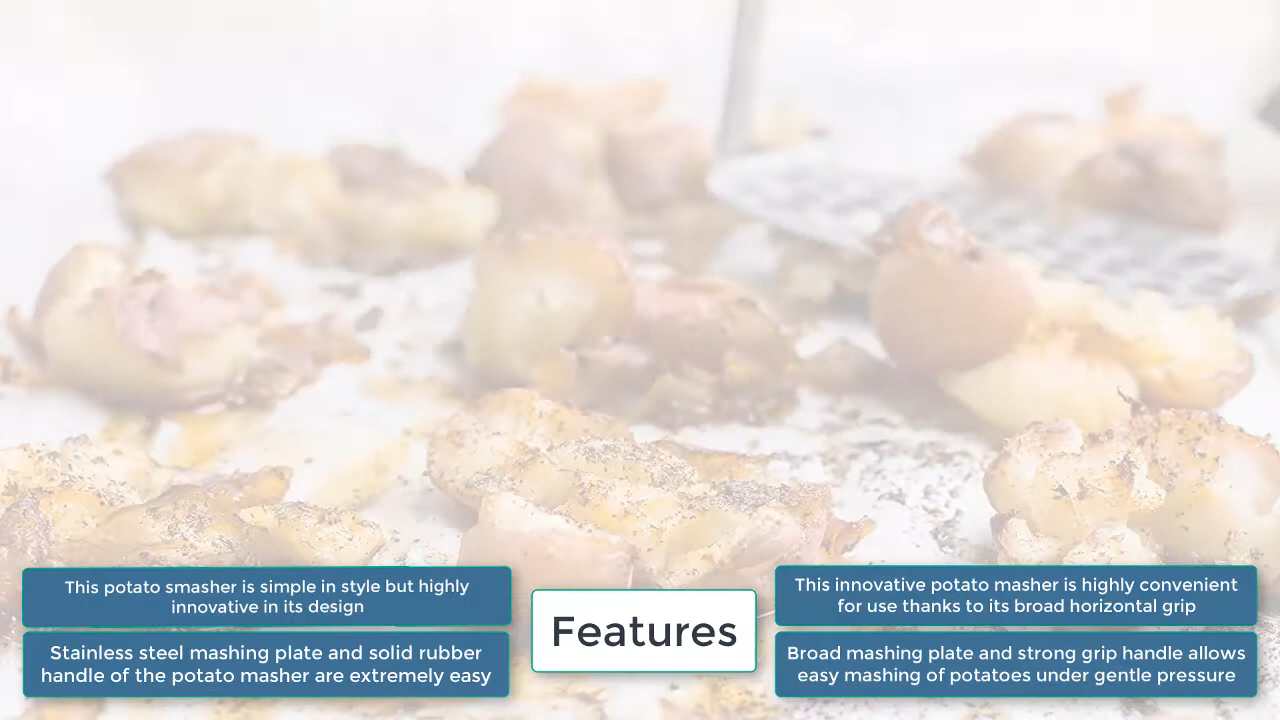 This potato smasher is simple in style but highly
innovative in its design
Stainless steel mashing plate and solid rubber
handle of the potato masher are extremely easy
Features
This innovative potato masher is highly convenient
for use thanks to its broad horizontal grip
Broad mashing plate and strong grip handle allows
easy mashing of potatoes under gentle pressure